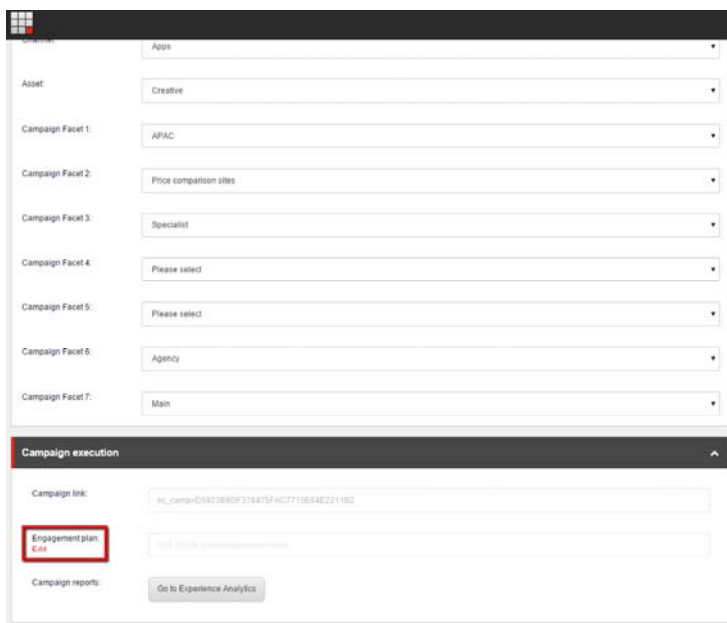 Channel:
Apps
Asset:
Creative
Campaign Facet 1:
APAC
Campaign Facet 2:
Price comparison sites
Campaign Facet 3:
Specialist
Campaign Facet 4:
Please select
Campaign Facet 5:
Please select
Campaign Facet 6:
Agency
Campaign Facet 7:
Main
Campaign execution
Campaign link:
Engagement plan:
Edit
Campaign reports:
Go to Experience Analytics